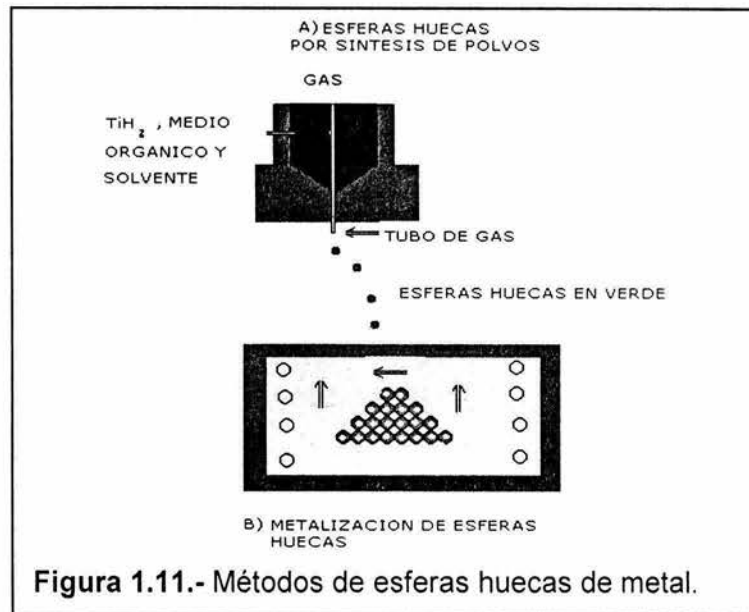 A) ESFERAS HUECAS
POR SINTESIS DE POLVOS
GAS
TiH2 , MEDIO
ORGANICO Y
SOLVENTE
TUBO DE GAS
ESFERAS HUECAS EN VERDE
B) METALIZACION DE ESFERAS
HUECAS
Figura 1.11.- Métodos de esferas huecas de metal.